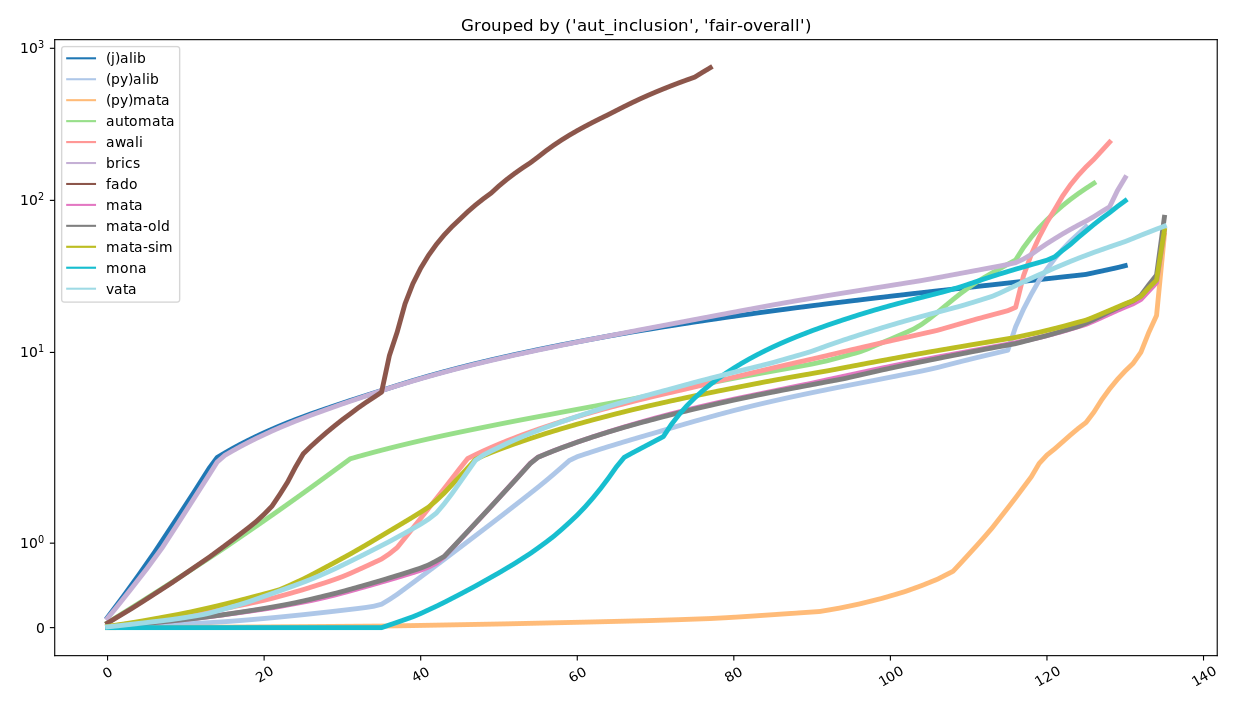 Grouped by ('aut_inclusion', 'fair-overall')
10³
10²
10¹
10⁰
0
(j)alib
(py)alib
(py)mata
automata
awali
brics
fado
mata
mata-old
mata-sim
mona
vata
0 20 40 60 80 100 120 140